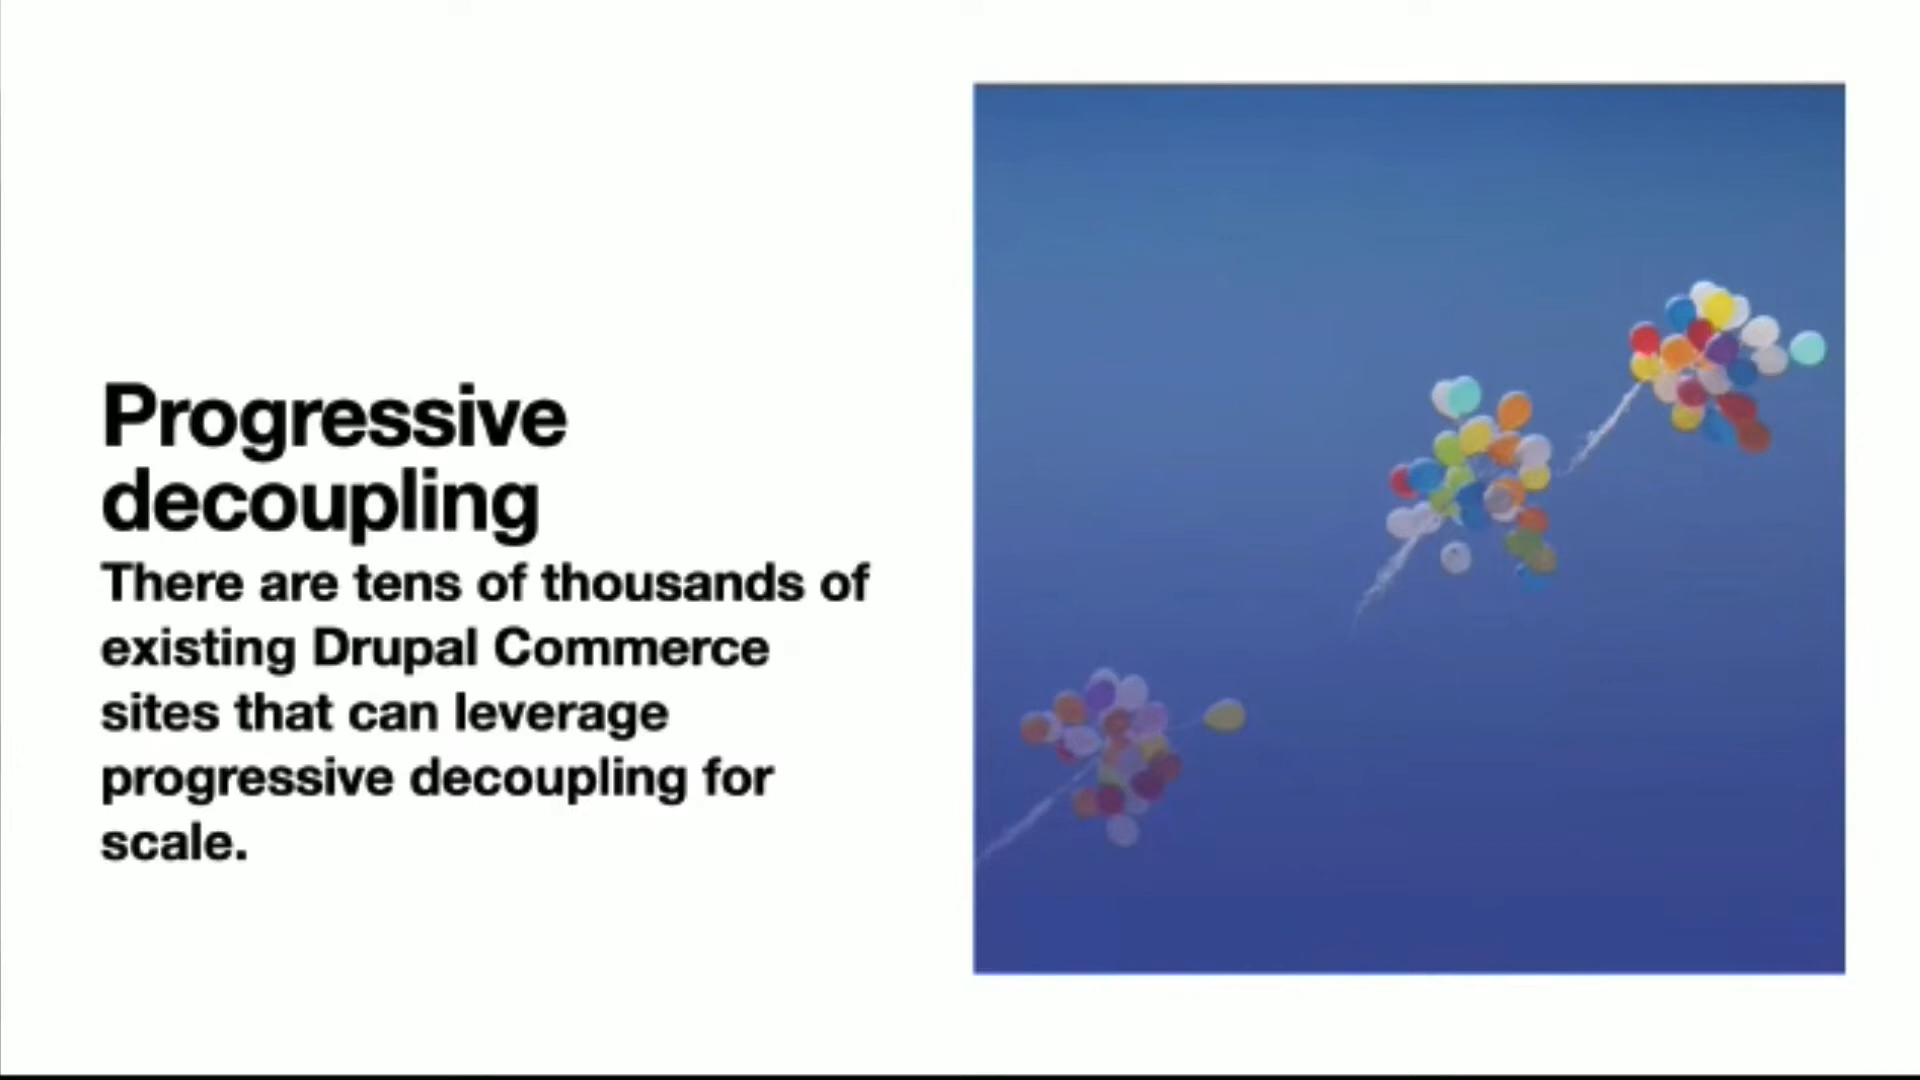 Progressive
decoupling
There are tens of thousands of
existing Drupal Commerce
sites that can leverage
progressive decoupling for
scale.